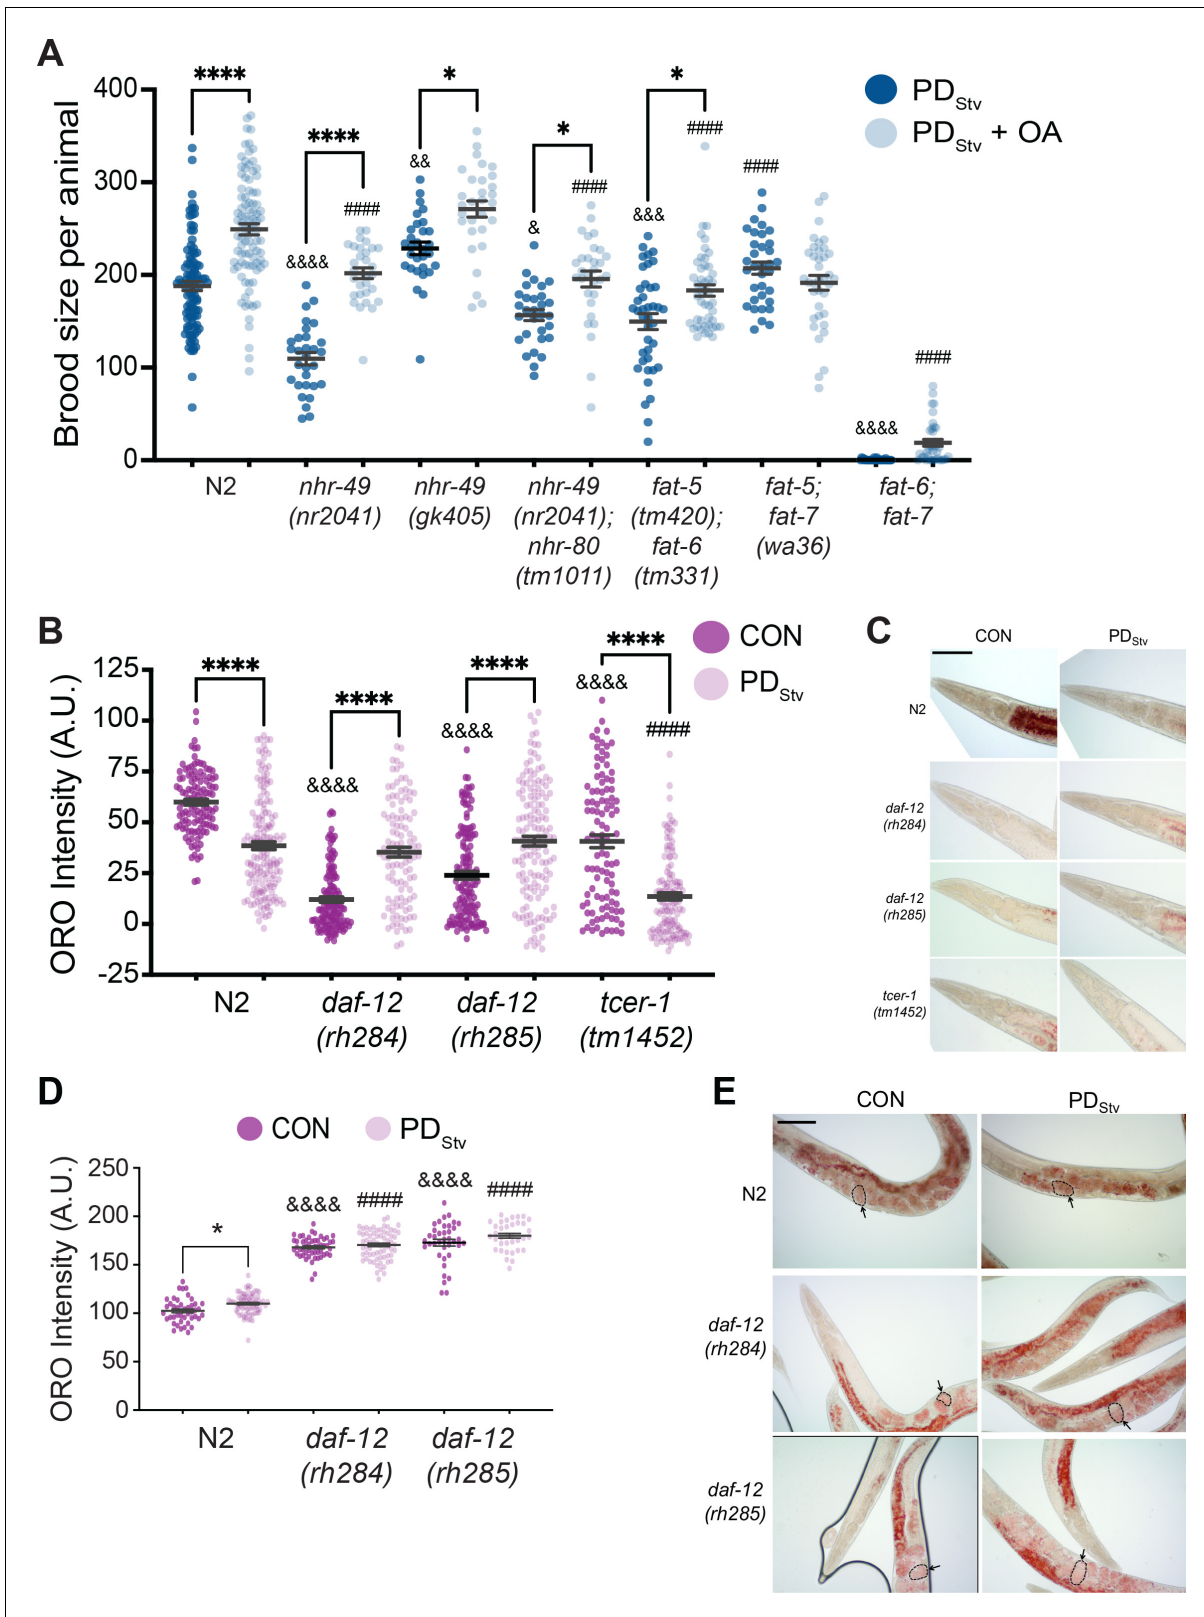 A
Brood size per animal
400
300
200
100
0
PDStv
PDStv + OA
****
****
*
*
*
&&&&
####
&&
&
####
&&&
####
####
&&&&
####
N2
nhr-49
(nr2041)
nhr-49
(gk405)
nhr-49
(nr2041);
nhr-80
(tm1011)
fat-5
(tm420);
fat-6
(tm331)
fat-5;
fat-7
(wa36)
fat-6;
fat-7
B
ORO Intensity (A.U.)
125
100
75
50
25
0
-25
CON
PDStv
****
****
****
****
&&&&
&&&&
&&&&
####
N2
daf-12
(rh284)
daf-12
(rh285)
tcer-1
(tm1452)
C
CON
PDStv
N2
daf-12
(rh284)
daf-12
(rh285)
tcer-1
(tm1452)
D
CON
PDStv
ORO Intensity (A.U.)
250
200
150
100
50
0
*
&&&&
####
&&&&
####
N2
daf-12
(rh284)
daf-12
(rh285)
E
CON
PDStv
N2
daf-12
(rh284)
daf-12
(rh285)